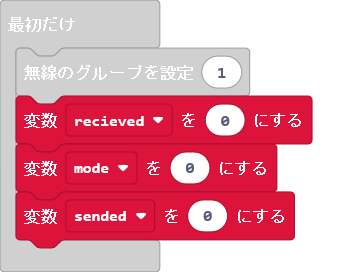 最初だけ
無線のグループを設定 1
変数 recieved を 0 にする
変数 mode を 0 にする
変数 sended を 0 にする